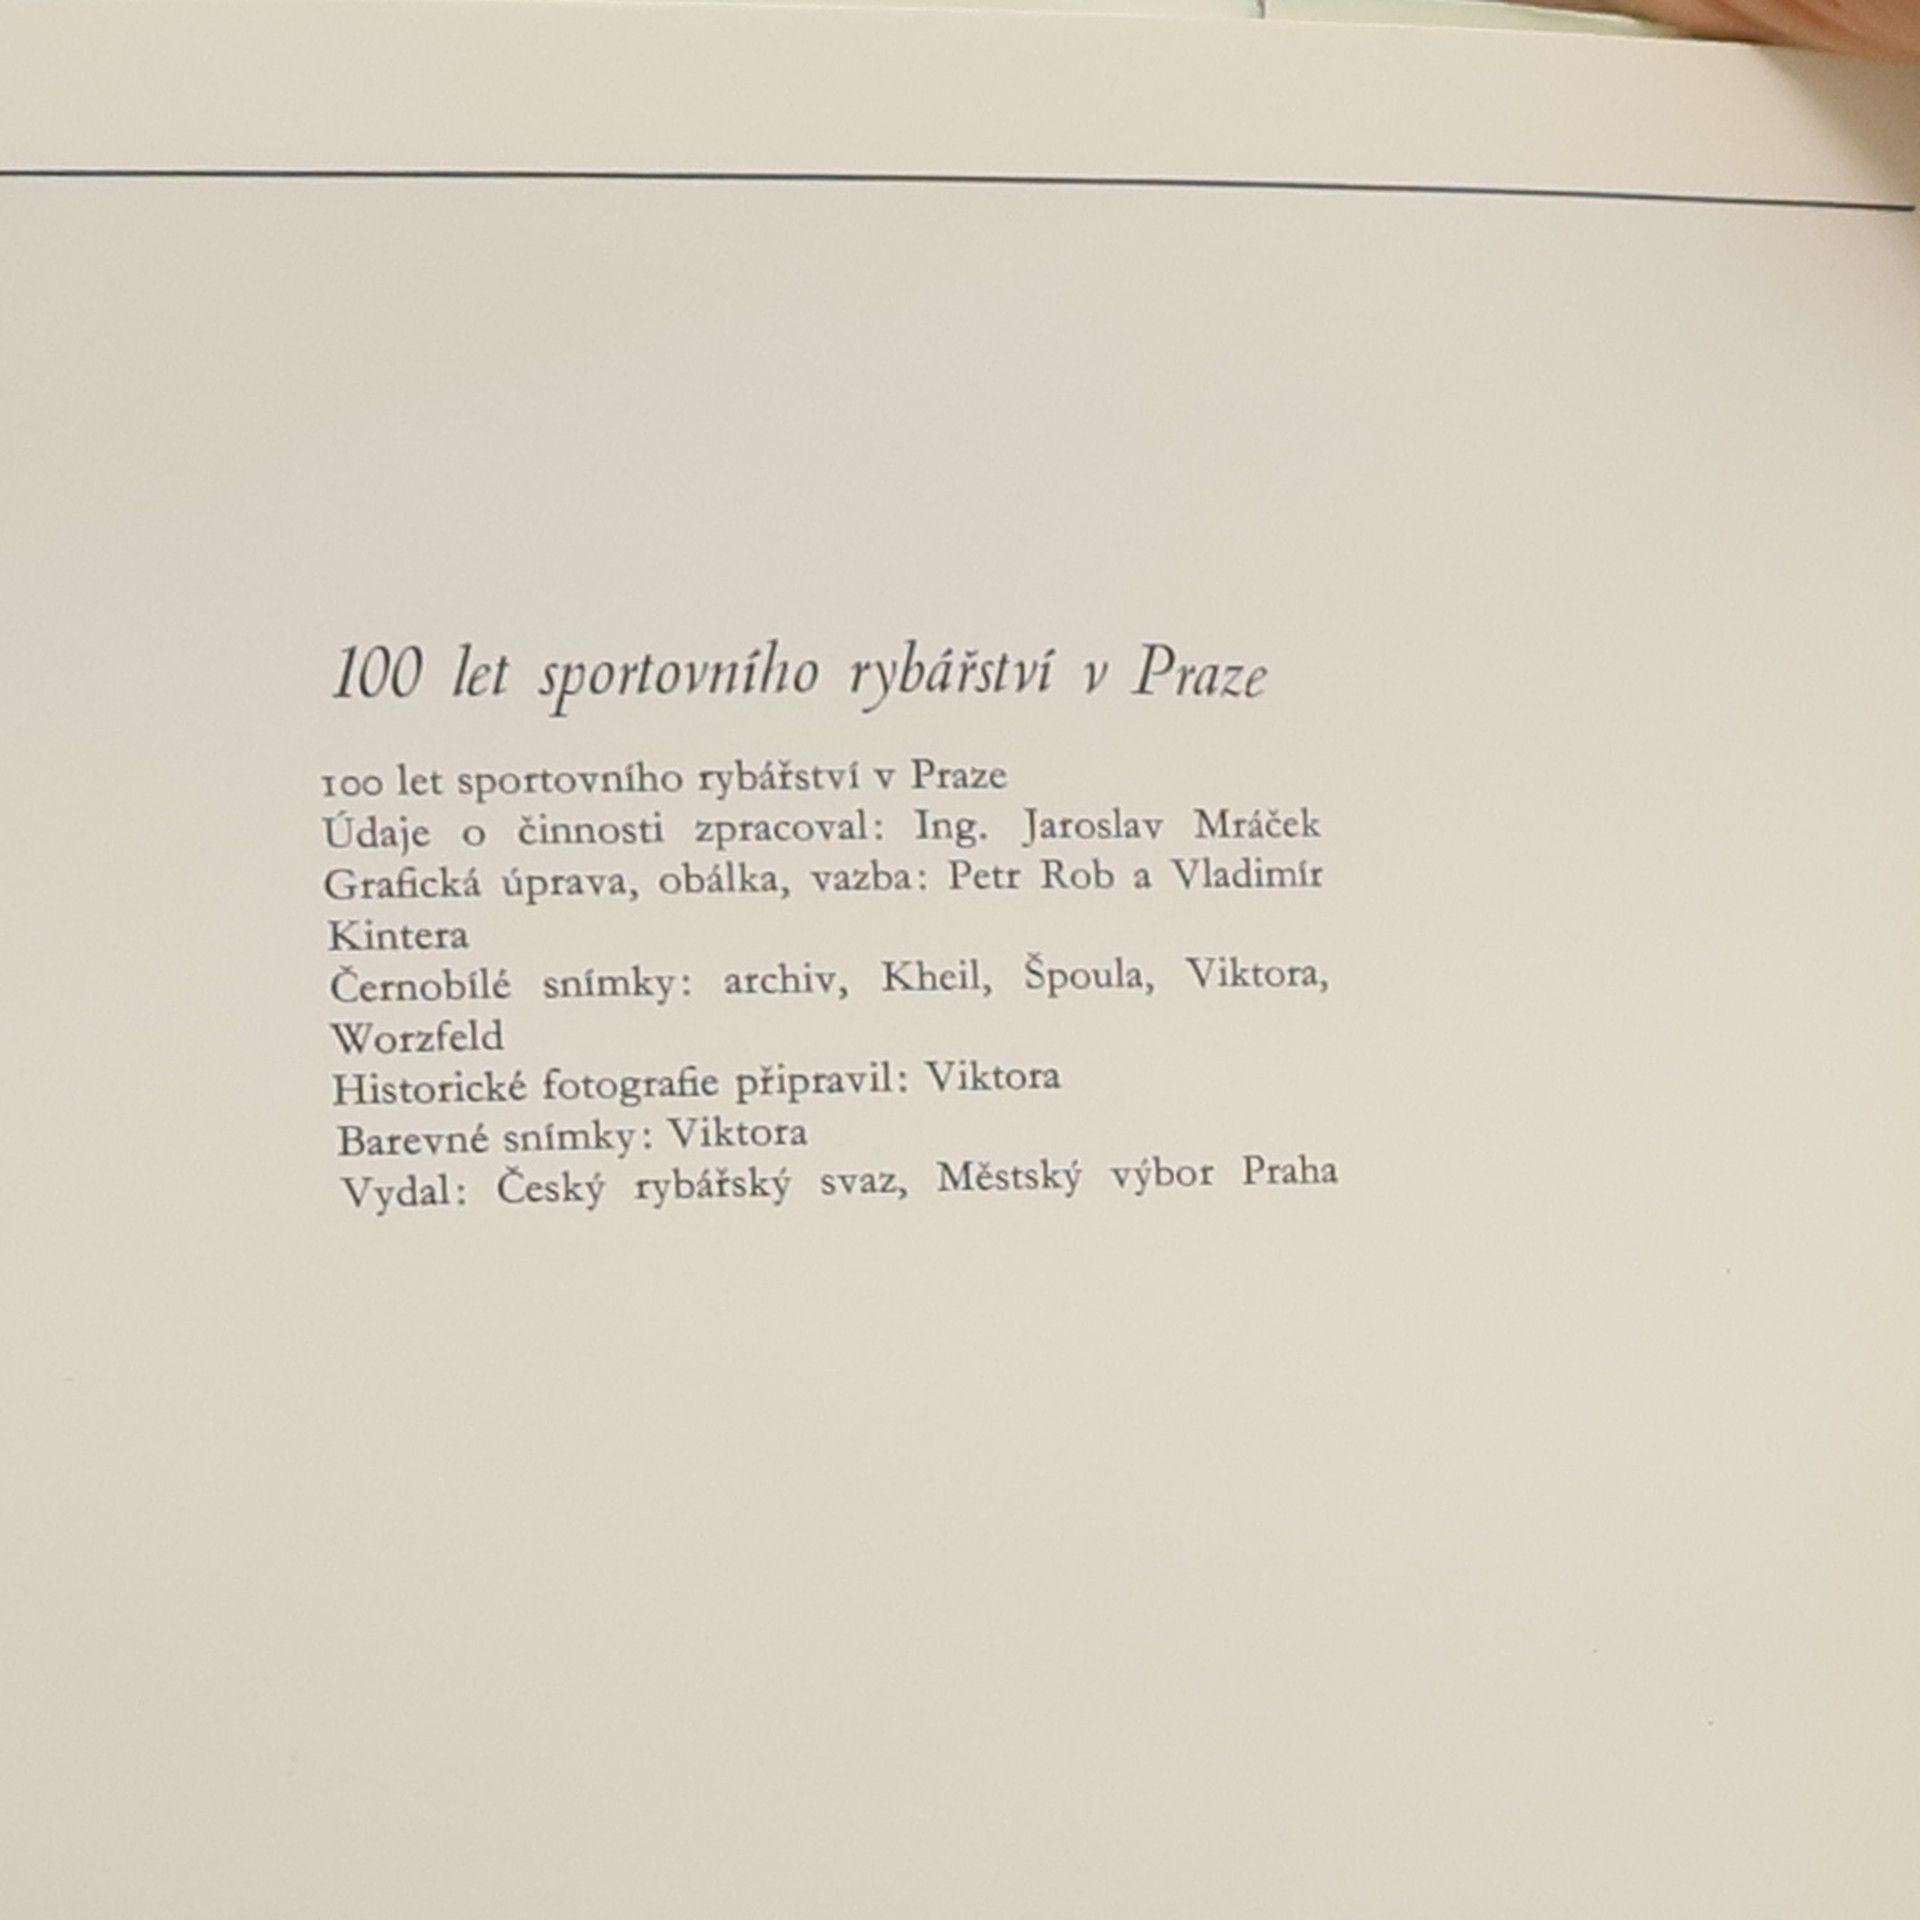 100 let sportovního rybářství v Praze
100 let sportovního rybářství v Praze
Údaje o činnosti zpracoval: Ing. Jaroslav Mráček
Grafická úprava, obálka, vazba: Petr Rob a Vladimír
Kintera
Černobílé snímky: archiv, Kheil, Špoula, Viktora,
Worzfeld
Historické fotografie připravil: Viktora
Barevné snímky: Viktora
Vydal: Český rybářský svaz, Městský výbor Praha